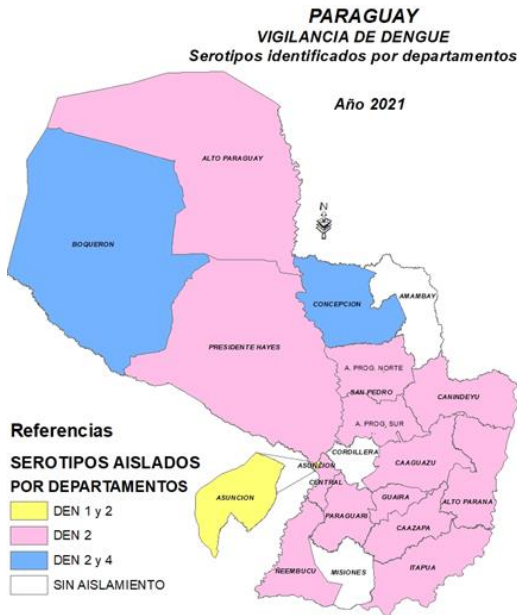 PARAGUAY
VIGILANCIA DE DENGUE
Serotipos identificados por departamentos
Año 2021
N
ALTO PARAGUAY
BOQUERON
CONCEPCION
AMAMBAY
PRESIDENTE HAYES
A. PROG. NORTE
SAN PEDRO
CANINDEYU
A. PROG, SUR
CORDILLERA
ASUNCION
CENTRAL
CAAGUAZU
ASUNCION
GUAIRA
ALTO PARANA
PARAGUARI
CAAZAPA
ÑEEMBUCU
MISIONES
ITAPUA
Referencias
SEROTIPOS AISLADOS
POR DEPARTAMENTOS
DEN 1 y 2
DEN 2
DEN 2 y 4
SIN AISLAMIENTO